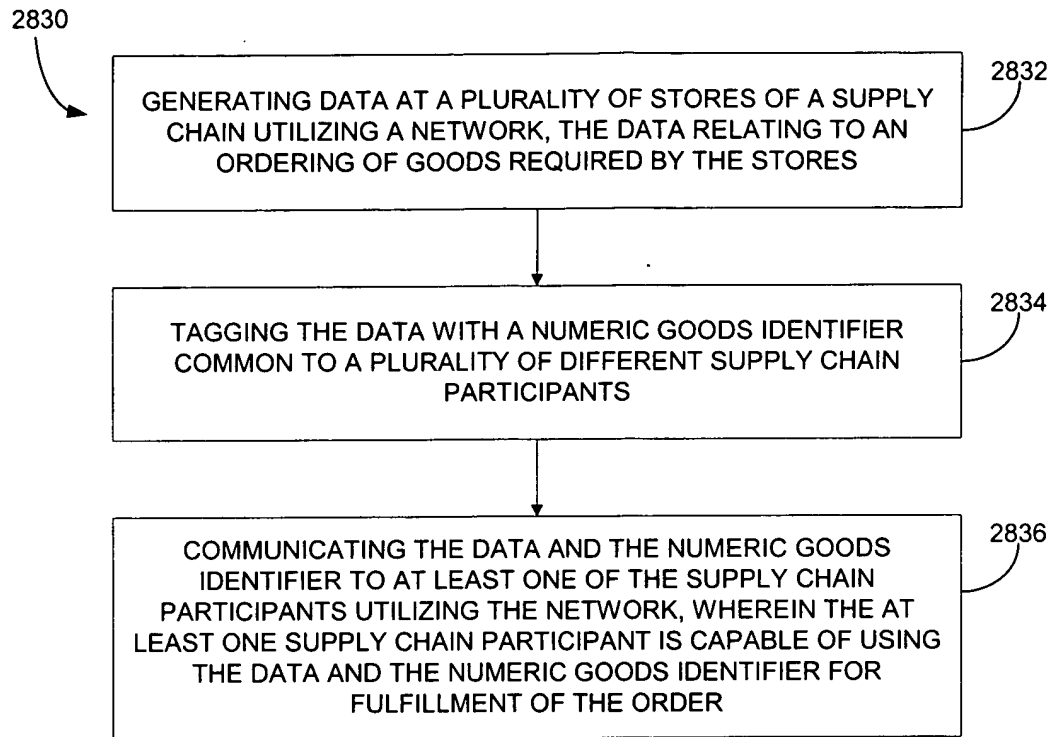 2830
2832
GENERATING DATA AT A PLURALITY OF STORES OF A SUPPLY
CHAIN UTILIZING A NETWORK, THE DATA RELATING TO AN
ORDERING OF GOODS REQUIRED BY THE STORES
2834
TAGGING THE DATA WITH A NUMERIC GOODS IDENTIFIER
COMMON TO A PLURALITY OF DIFFERENT SUPPLY CHAIN
PARTICIPANTS
2836
COMMUNICATING THE DATA AND THE NUMERIC GOODS
IDENTIFIER TO AT LEAST ONE OF THE SUPPLY CHAIN
PARTICIPANTS UTILIZING THE NETWORK, WHEREIN THE AT
LEAST ONE SUPPLY CHAIN PARTICIPANT IS CAPABLE OF USING
THE DATA AND THE NUMERIC GOODS IDENTIFIER FOR
FULFILLMENT OF THE ORDER